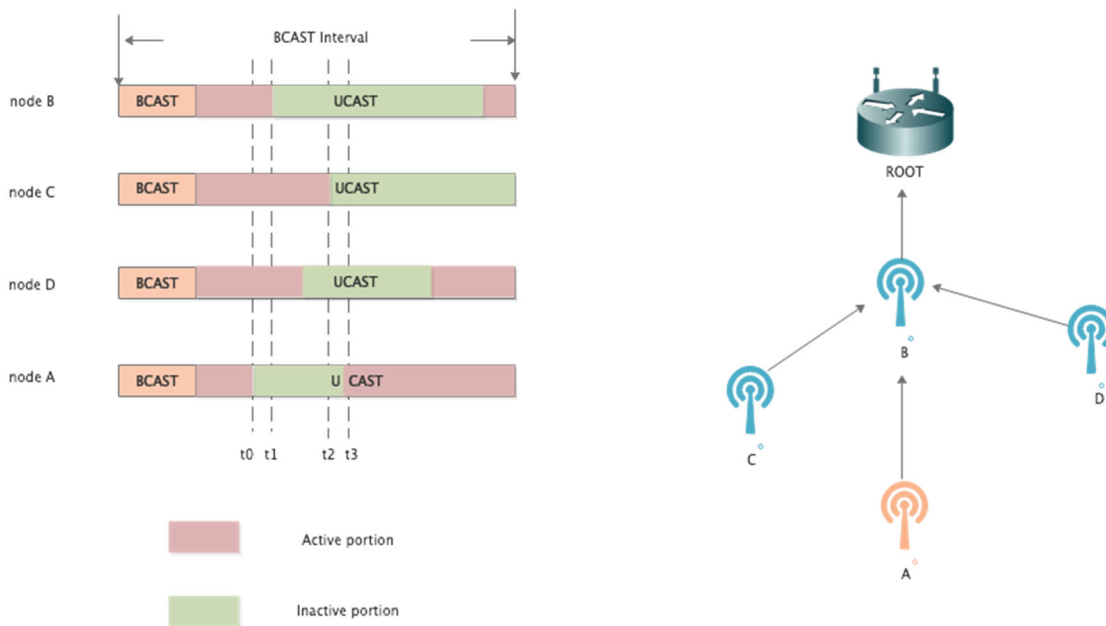 BCAST Interval
node B
BCAST
UCAST
node C
BCAST
UCAST
node D
BCAST
UCAST
node A
BCAST
U CAST
t0 t1 t2 t3
Active portion
Inactive portion
ROOT
B
C
D
A